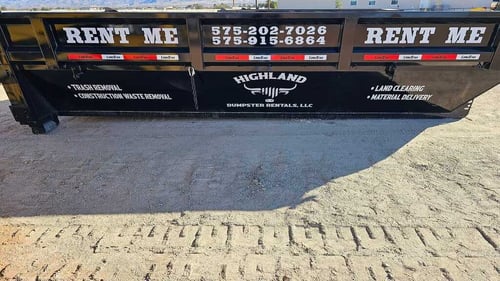 RENT ME
575-202-7026
575-915-6864
RENT ME
HIGHLAND
DUMPSTER RENTALS, LLC
• TRASH REMOVAL
• CONSTRUCTION WASTE REMOVAL
• LAND CLEARING
• MATERIAL DELIVERY